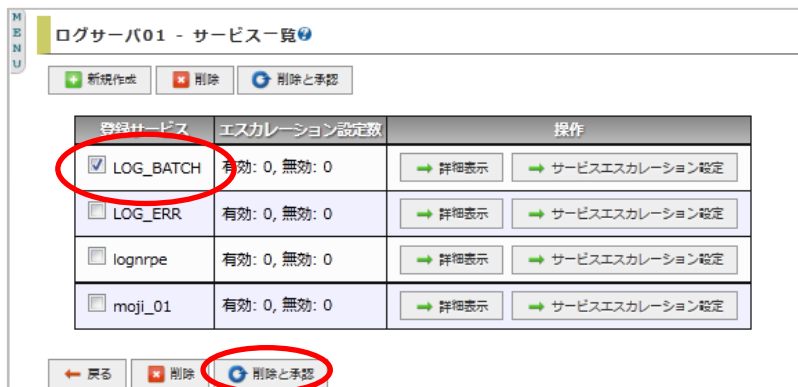 MENU
ログサーバ01 - サービス一覧?
新規作成 削除 削除と承認
登録サービス エスカレーション設定数 操作
LOG_BATCH 有効: 0, 無効: 0 詳細表示 サービスエスカレーション設定
LOG_ERR 有効: 0, 無効: 0 詳細表示 サービスエスカレーション設定
lognrpe 有効: 0, 無効: 0 詳細表示 サービスエスカレーション設定
moji_01 有効: 0, 無効: 0 詳細表示 サービスエスカレーション設定
戻る 削除 削除と承認